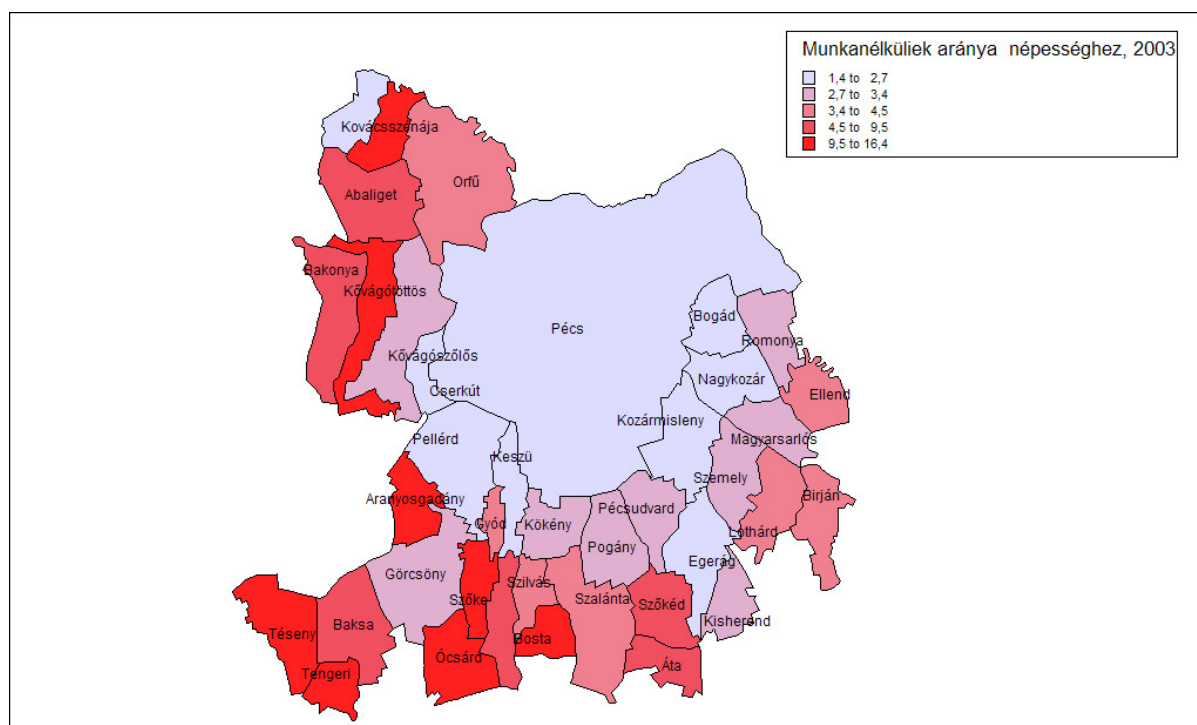 Munkanélküliek aránya  népességhez, 2003
1,4 to 2,7
2,7 to 3,4
3,4 to 4,5
4,5 to 9,5
9,5 to 16,4
Kovácsszénája
Orfű
Abaliget
Bakonya
Kővágótöttös
Pécs
Bogád
Romonya
Kővágószőlős
Nagykozár
Cserkút
Ellend
Kozármisleny
Pellérd
Magyarsarlós
Keszü
Szemely
Aranyosgadány
Birján
Pécsudvard
Gyód
Kökény
Lothárd
Pogány
Egerág
Görcsöny
Szilvás
Szőke
Szalánta
Szőkéd
Kisherend
Baksa
Téseny
Bosta
Ócsárd
Áta
Tengeri